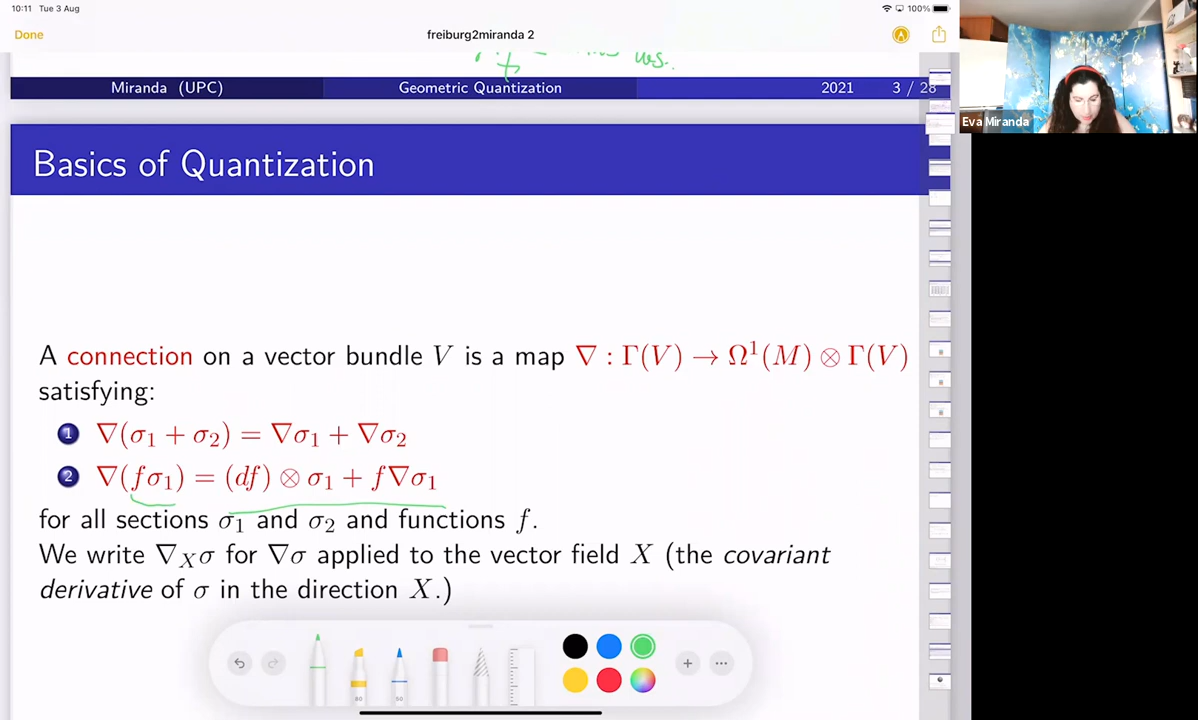 10:11 Tue 3 Aug
100%
Done
freiburg2miranda 2
Miranda (UPC) Geometric Quantization 2021 3 / 28
Eva Miranda
Basics of Quantization
A connection on a vector bundle V is a map ∇ : Γ(V) → Ω¹(M) ⊗ Γ(V)
satisfying:
1 ∇(σ₁ + σ₂) = ∇σ₁ + ∇σ₂
2 ∇(fσ₁) = (df) ⊗ σ₁ + f∇σ₁
for all sections σ₁ and σ₂ and functions f.
We write ∇_Xσ for ∇σ applied to the vector field X (the covariant
derivative of σ in the direction X.)
80
50